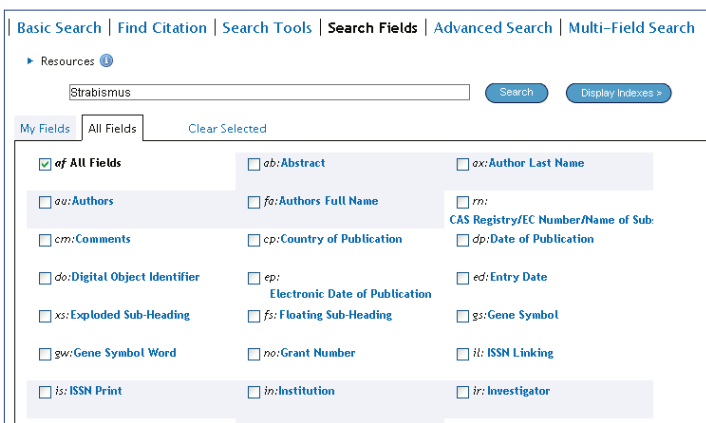 | Basic Search | Find Citation | Search Tools | Search Fields | Advanced Search | Multi-Field Search
Resources
Strabismus Search Display Indexes >
My Fields All Fields Clear Selected
af All Fields ab:Abstract ax:Author Last Name
au:Authors fa:Authors Full Name rn:
CAS Registry/EC Number/Name of Sub
cm:Comments cp:Country of Publication dp:Date of Publication
do:Digital Object Identifier ep: ed:Entry Date
Electronic Date of Publication
xs:Exploded Sub-Heading fs:Floating Sub-Heading gs:Gene Symbol
gw:Gene Symbol Word no:Grant Number il:ISSN Linking
is:ISSN Print in:Institution ir:Investigator